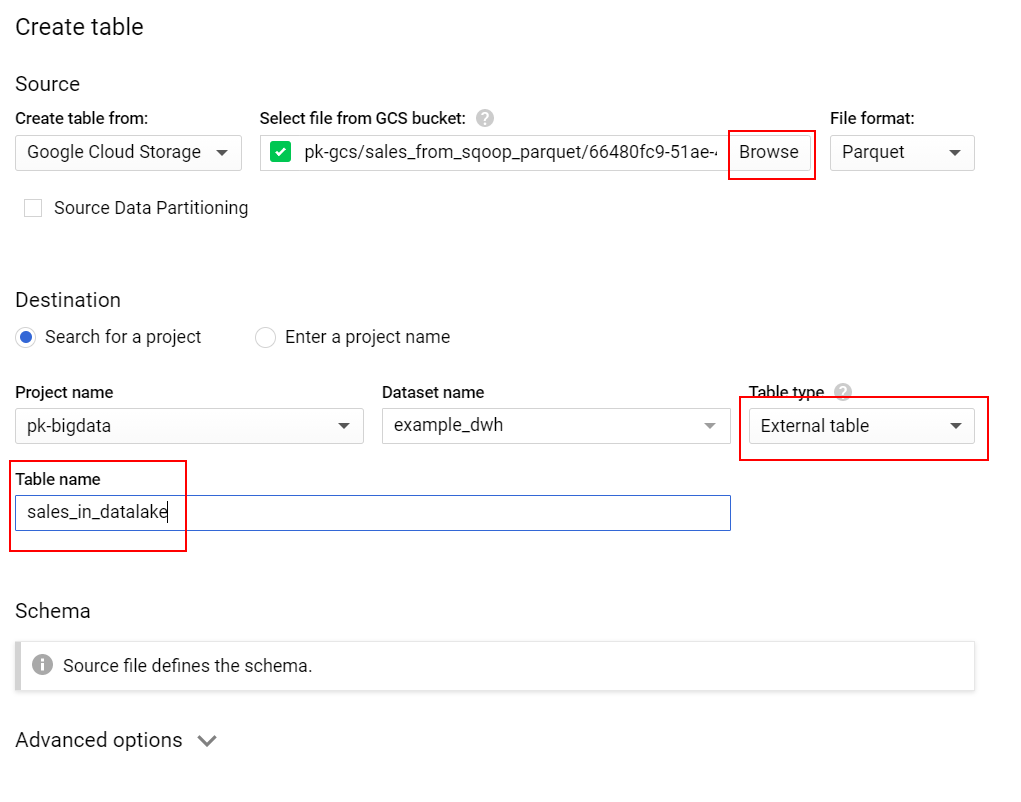 Create table
Source
Create table from: Select file from GCS bucket: ? File format:
Google Cloud Storage pk-gcs/sales_from_sqoop_parquet/66480fc9-51ae- Browse Parquet
Source Data Partitioning
Destination
Search for a project Enter a project name
Project name Dataset name Table type ?
pk-bigdata example_dwh External table
Table name
sales_in_datalake
Schema
Source file defines the schema.
Advanced options